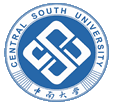 CENTRAL SOUTH UNIVERSITY
中南大学